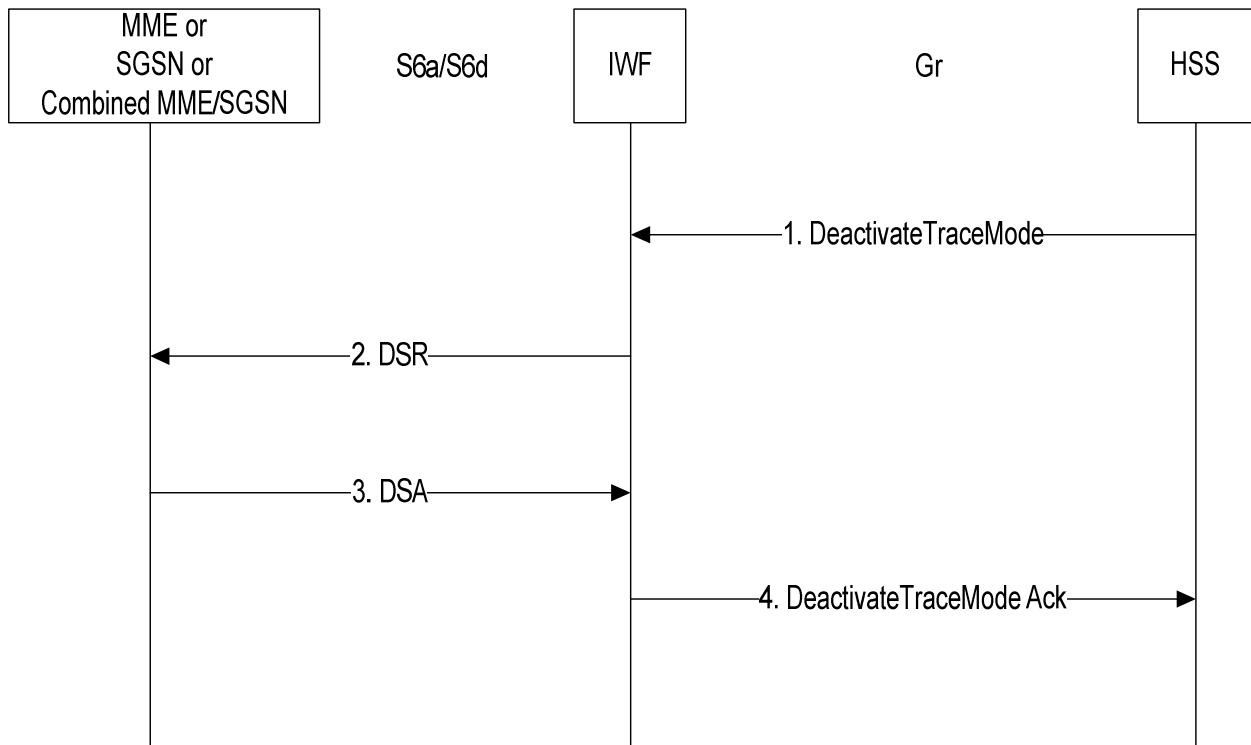 MME or
SGSN or
Combined MME/SGSN
S6a/S6d
IWF
Gr
HSS
1. DeactivateTraceMode
2. DSR
3. DSA
4. DeactivateTraceMode Ack